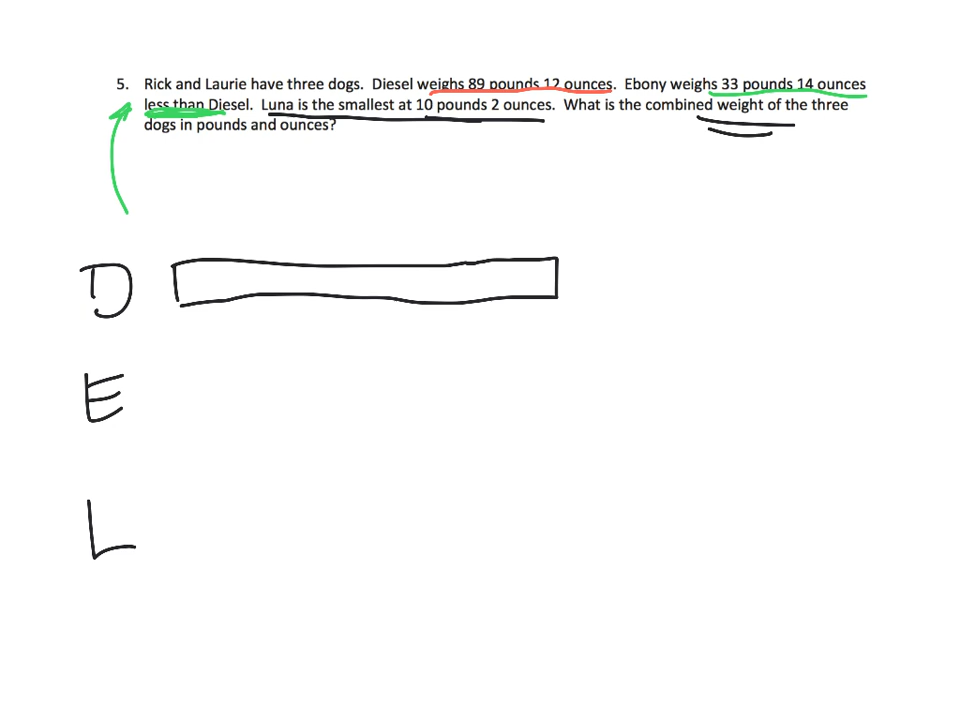 5. Rick and Laurie have three dogs. Diesel weighs 89 pounds 12 ounces. Ebony weighs 33 pounds 14 ounces
less than Diesel. Luna is the smallest at 10 pounds 2 ounces. What is the combined weight of the three
dogs in pounds and ounces?
D
E
L